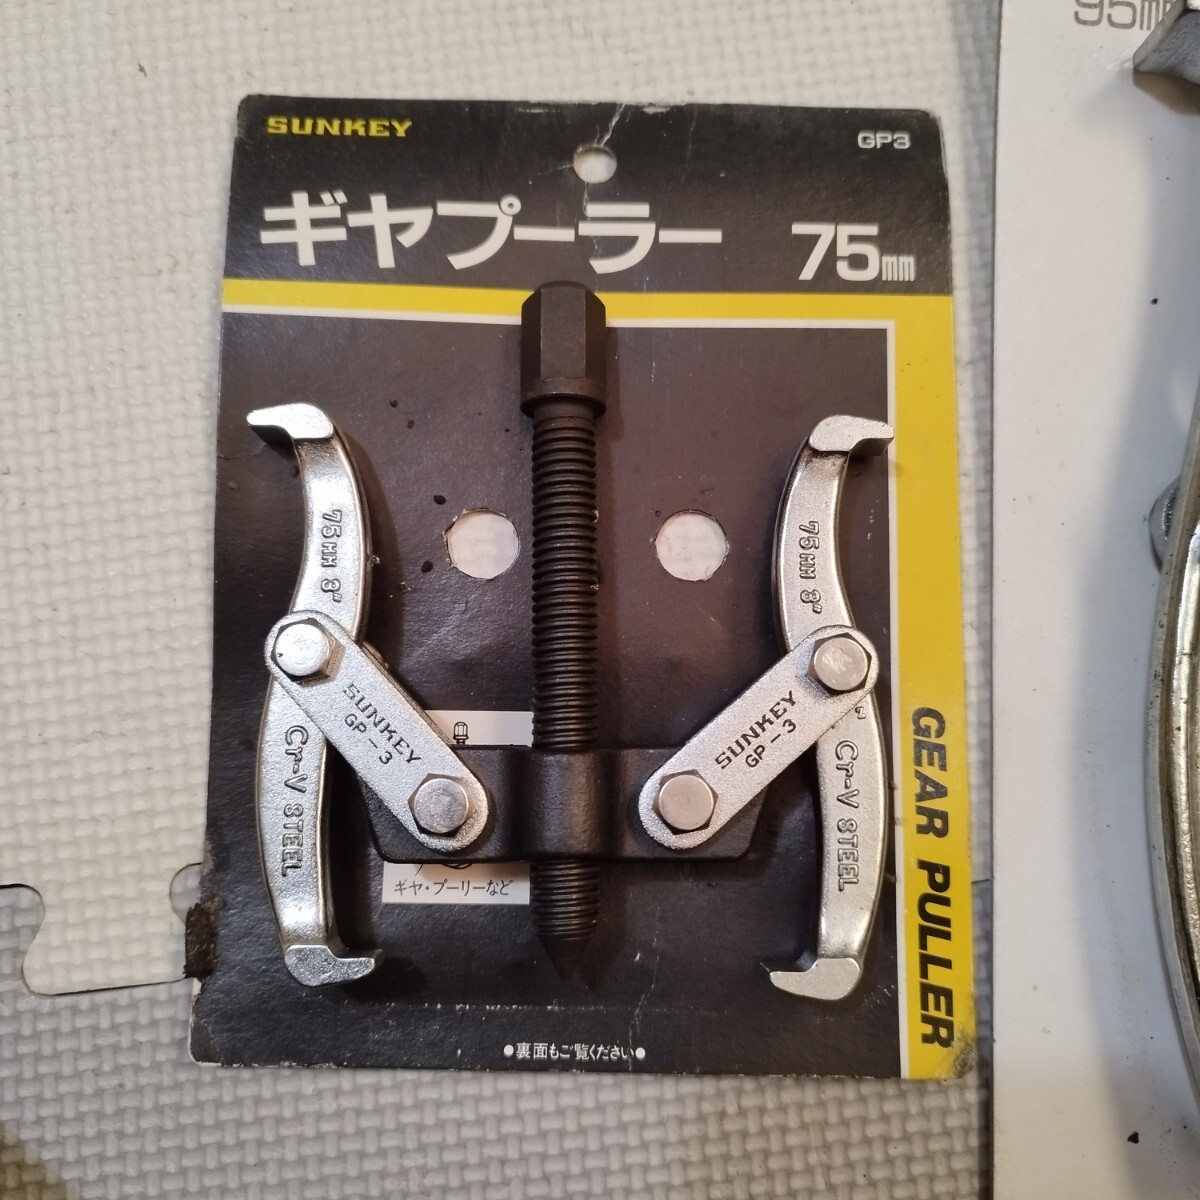 SUNKEY
GP3
ギヤプーラー 75mm
75MM 3"
75MM 3"
SUNKEY
GP-3
SUNKEY
GP-3
Cr-V STEEL
Cr-V STEEL
GEAR PULLER
ギヤ・プーリーなど
●裏面もご覧ください●
95mm